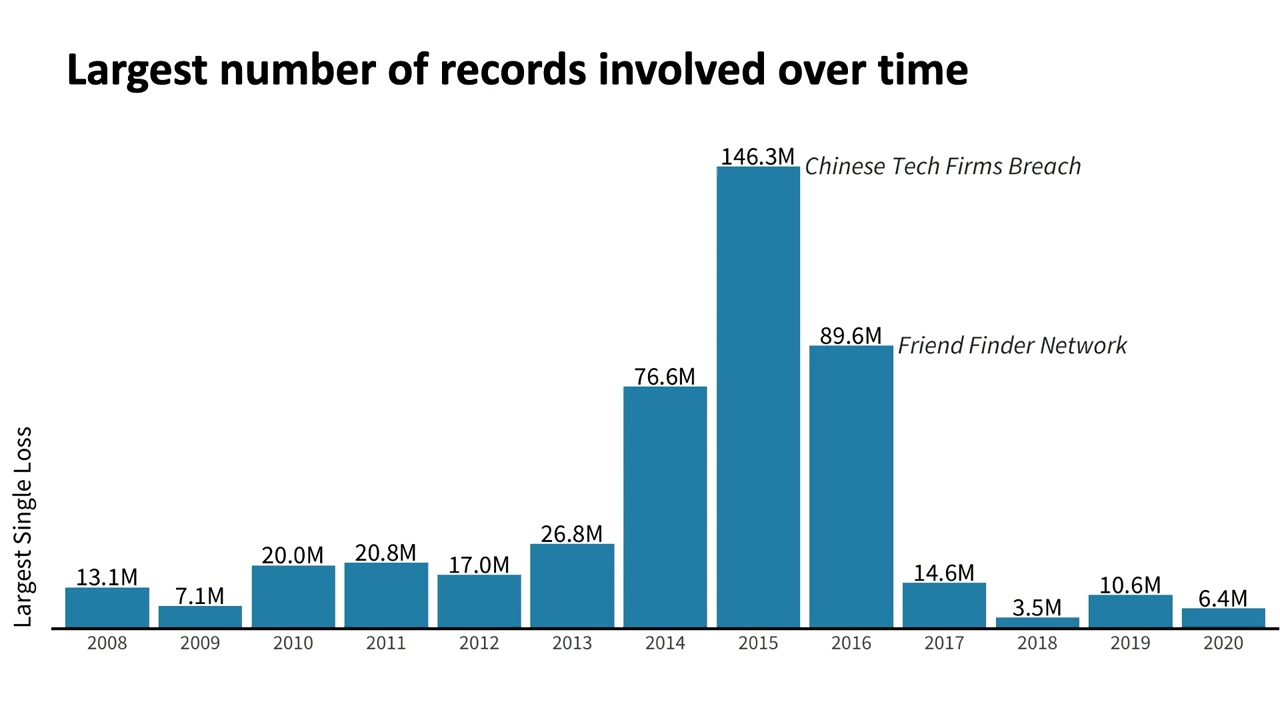 Largest number of records involved over time
146.3M
Chinese Tech Firms Breach
89.6M
Friend Finder Network
76.6M
26.8M
20.0M
20.8M
17.0M
13.1M
7.1M
14.6M
3.5M
10.6M
6.4M
Largest Single Loss
2008 2009 2010 2011 2012 2013 2014 2015 2016 2017 2018 2019 2020